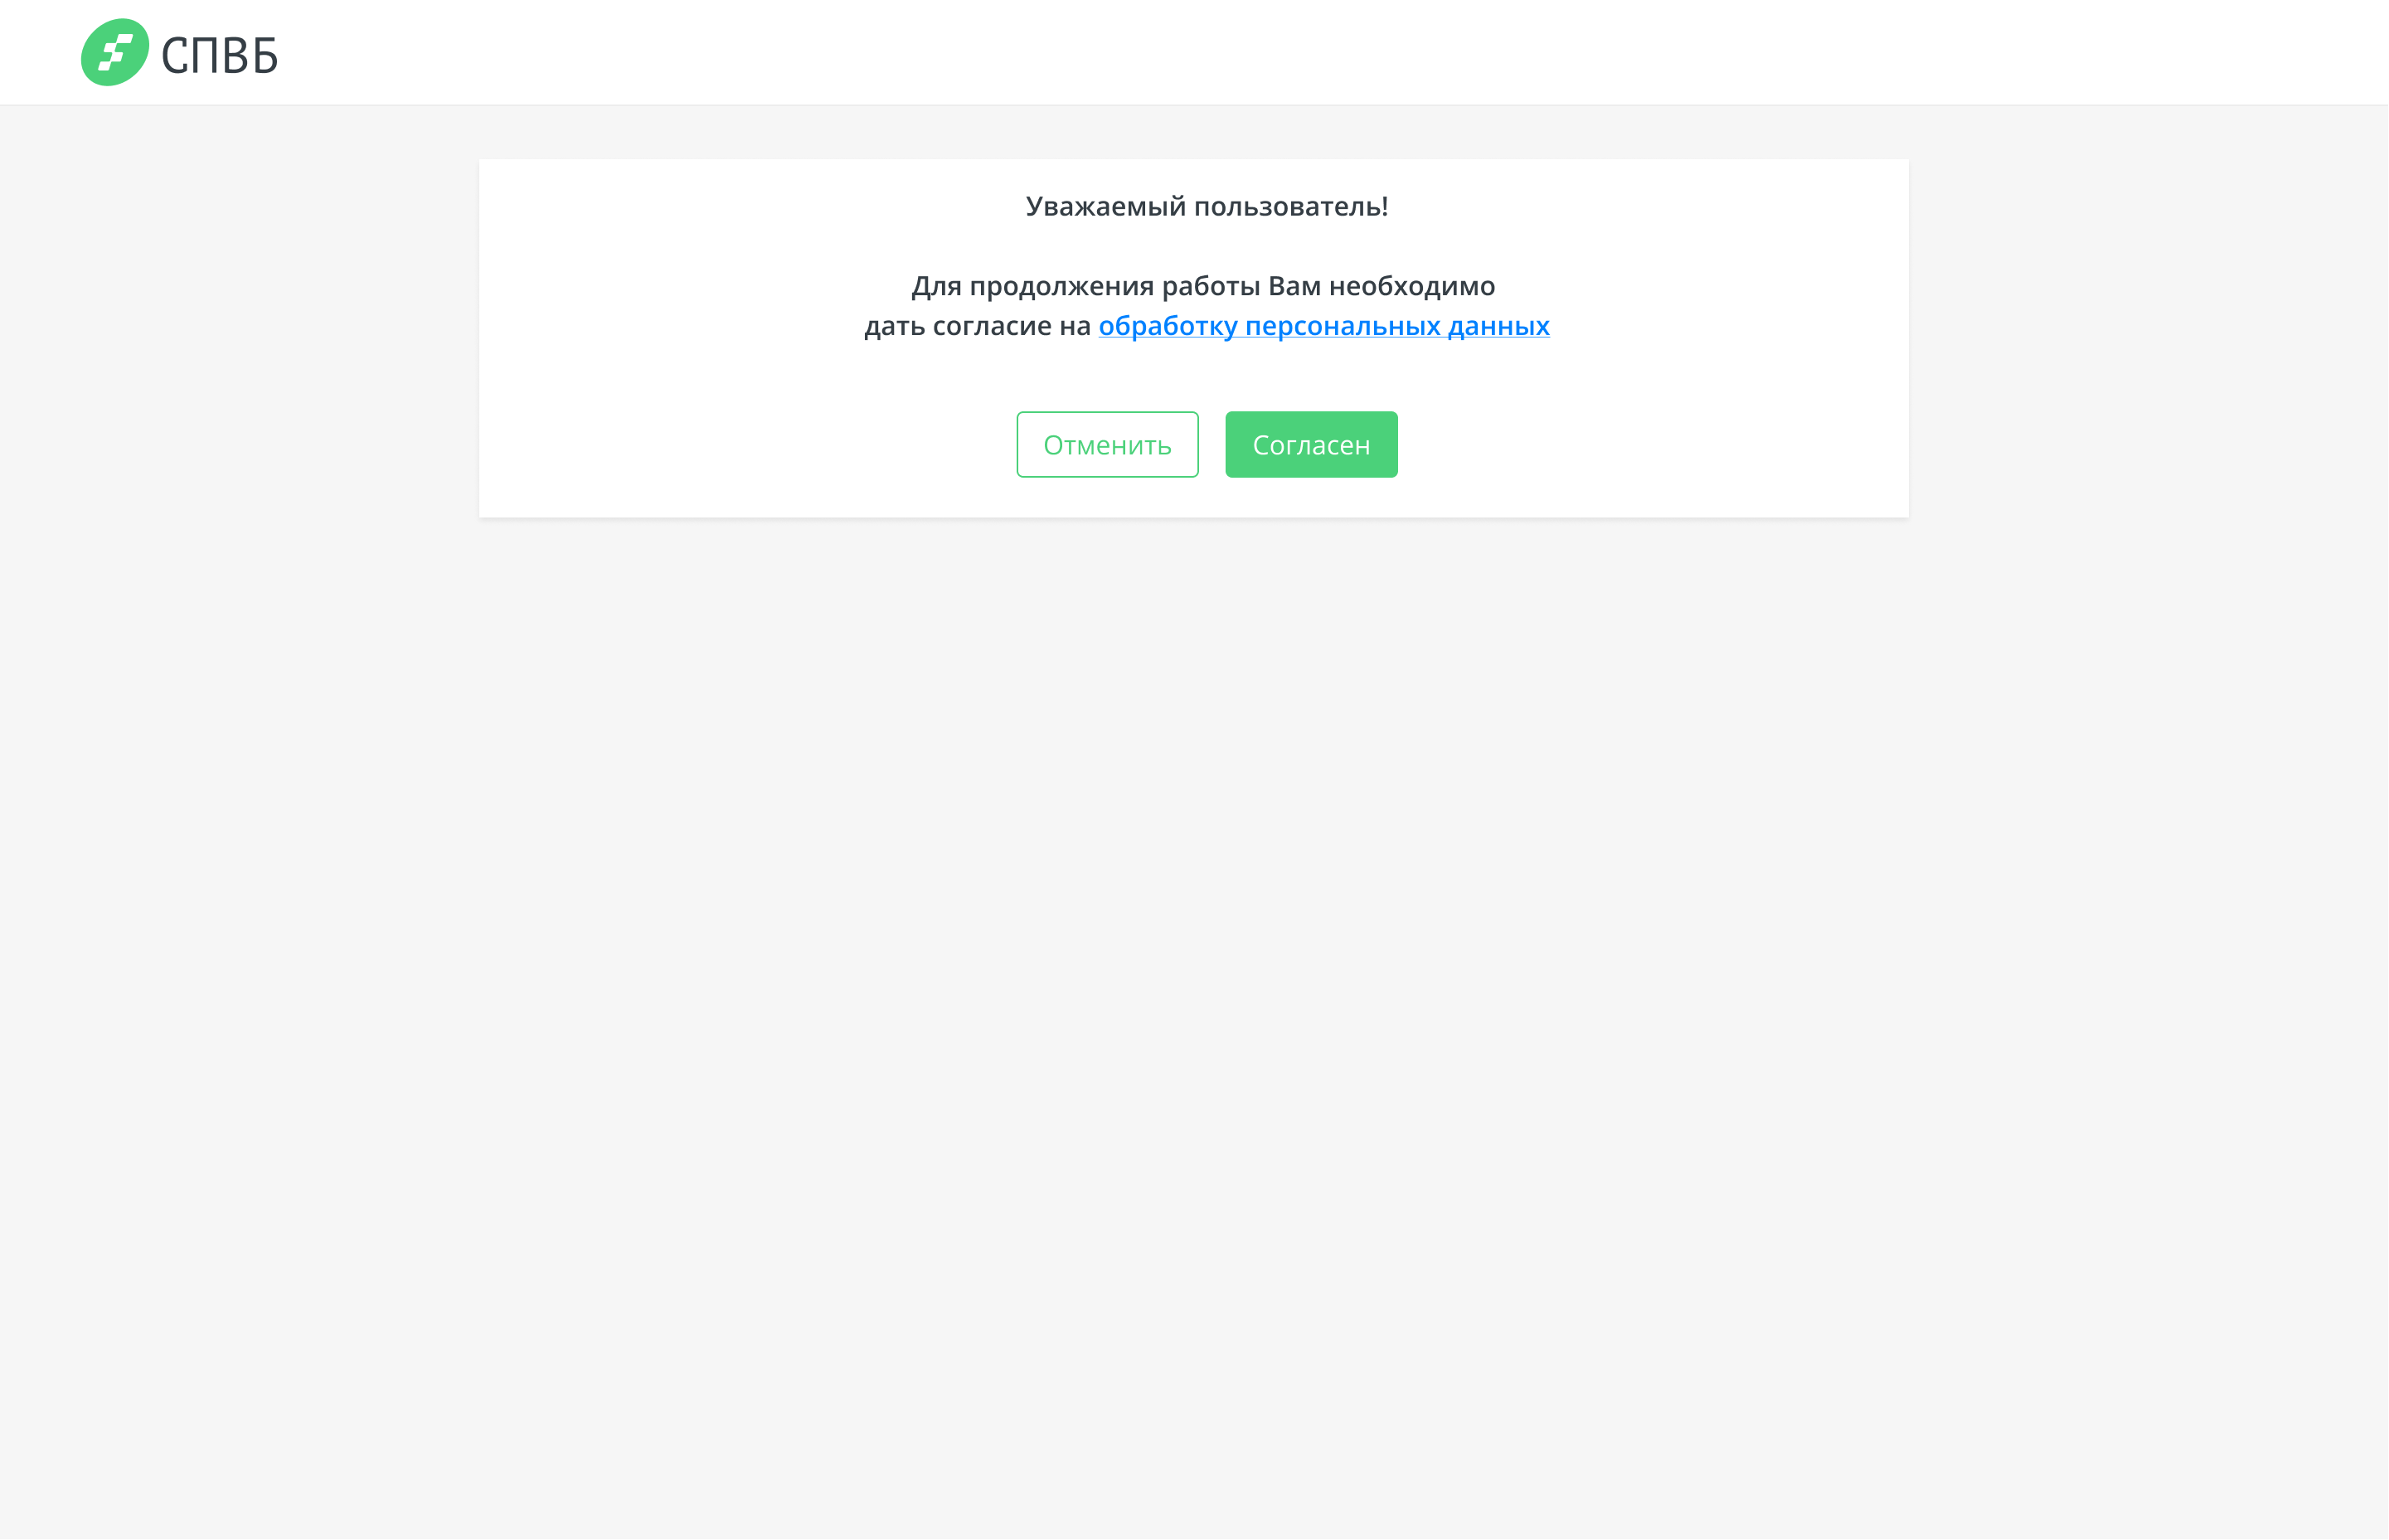 СПВБ
Уважаемый пользователь!
Для продолжения работы Вам необходимо
дать согласие на обработку персональных данных
Отменить
Согласен